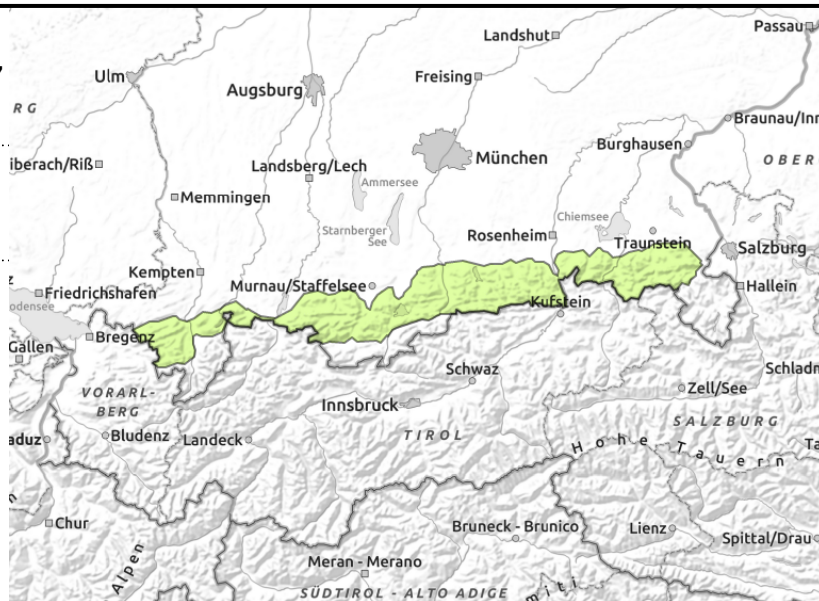 Passau
Landshut
Ulm
Freising
Augsburg
RG
Braunau/Inn
Burghausen
iberach/Riß
München
OBER
Landsberg/Lech
Ammersee
Memmingen
Chiemsee
Starnberger
See
Rosenheim
Traunstein
Salzburg
Kempten
Murnau/Staffelsee
Hallein
Friedrichshafen
odensee
Kufstein
Bregenz
Gallen
Schwaz
Schladm
VORARL-
BERG
Zell/See
Innsbruck
SALZBURG
aduz
Bludenz
Landeck
TIROL
Hohe Tauern
Ta
Chur
Bruneck - Brunico
Lienz
Spittal/Drau
Alpen
Meran - Merano
SÜDTIROL - ALTO ADIGE
miti